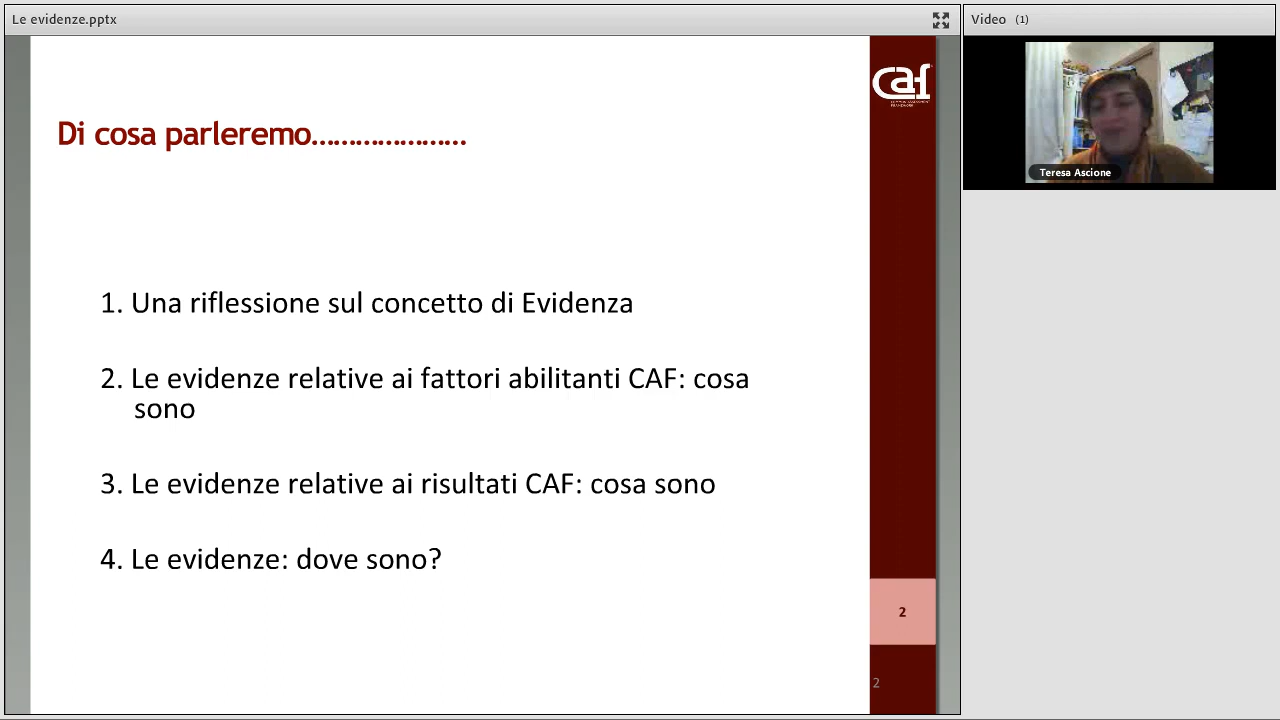 Le evidenze.pptx
Video (1)
caf
Di cosa parleremo.....................
1. Una riflessione sul concetto di Evidenza
2. Le evidenze relative ai fattori abilitanti CAF: cosa
sono
3. Le evidenze relative ai risultati CAF: cosa sono
4. Le evidenze: dove sono?
2
2
Teresa Ascione